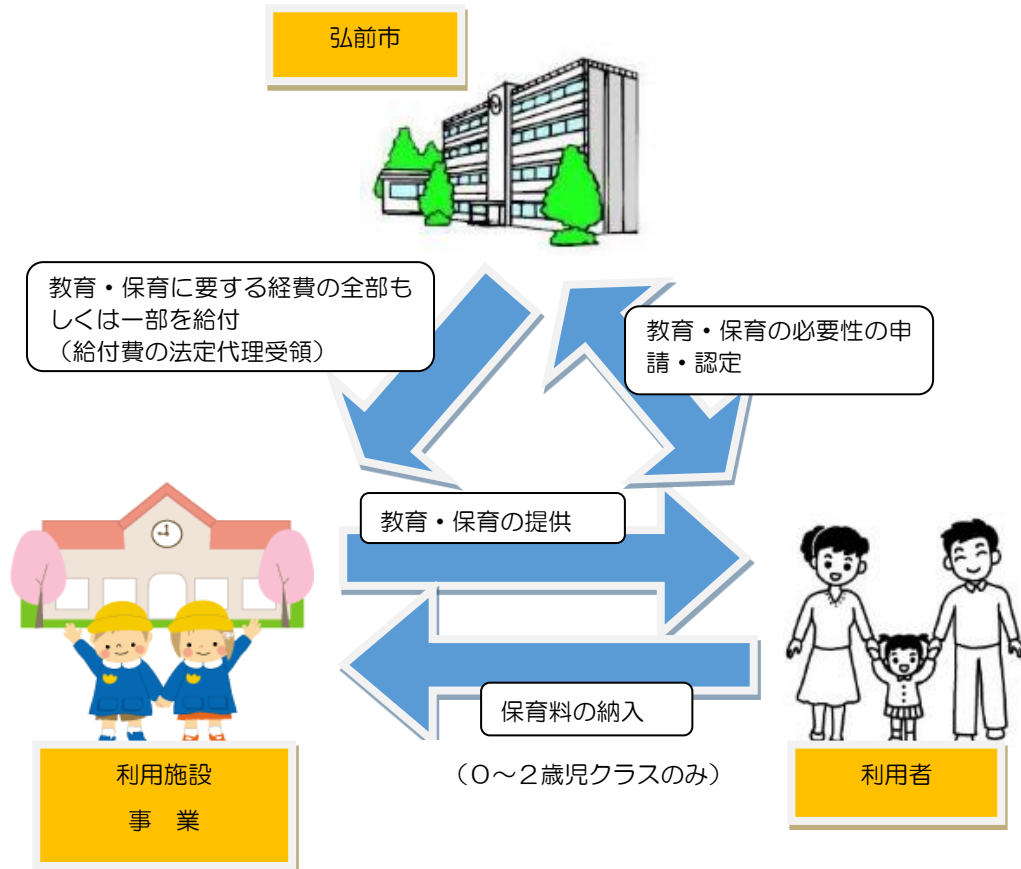 弘前市
教育・保育に要する経費の全部も
しくは一部を給付
（給付費の法定代理受領）
教育・保育の必要性の申
請・認定
教育・保育の提供
保育料の納入
（０～２歳児クラスのみ）
利用施設
事　業
利用者